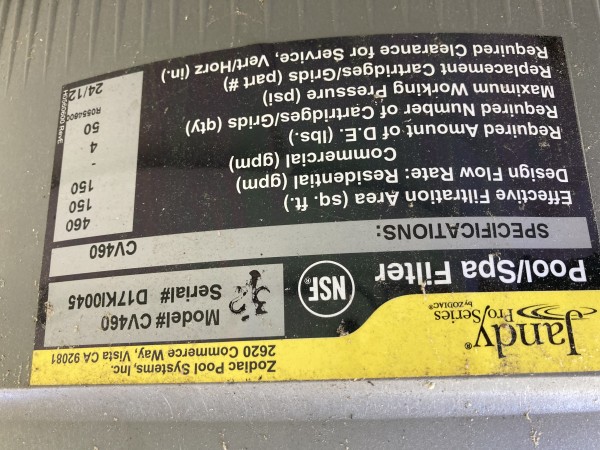 Jandy®
Pro Series
by ZODIAC®
Zodiac Pool Systems, Inc.
2620 Commerce Way, Vista CA 92081
Pool/Spa Filter
NSF®
Model# CV460
Serial# D17KI0045
SPECIFICATIONS: CV460
Effective Filtration Area (sq. ft.) 460
Design Flow Rate: Residential (gpm) 150
Commercial (gpm) 150
Required Amount of D.E. (lbs.) -
Required Number of Cartridges/Grids (qty) 4
Maximum Working Pressure (psi) 50
Replacement Cartridges/Grids (part #)
Required Clearance for Service, Vert/Horz (in.) 24/12